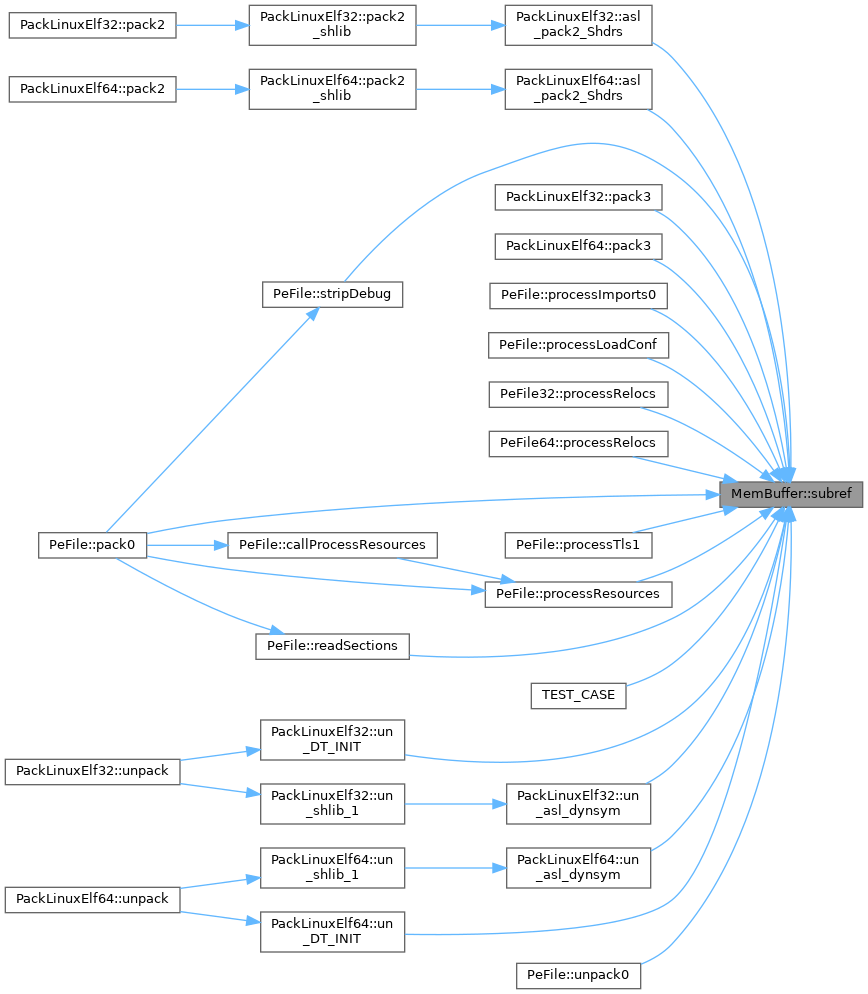 PackLinuxElf32::pack2
PackLinuxElf32::pack2
_shlib
PackLinuxElf32::asl
_pack2_Shdrs
PackLinuxElf64::pack2
PackLinuxElf64::pack2
_shlib
PackLinuxElf64::asl
_pack2_Shdrs
PackLinuxElf32::pack3
PackLinuxElf64::pack3
PeFile::stripDebug
PeFile::processImports0
PeFile::processLoadConf
PeFile32::processRelocs
PeFile64::processRelocs
MemBuffer::subref
PeFile::pack0
PeFile::callProcessResources
PeFile::processTls1
PeFile::processResources
PeFile::readSections
TEST_CASE
PackLinuxElf32::un
_DT_INIT
PackLinuxElf32::unpack
PackLinuxElf32::un
_shlib_1
PackLinuxElf32::un
_asl_dynsym
PackLinuxElf64::un
_shlib_1
PackLinuxElf64::un
_asl_dynsym
PackLinuxElf64::unpack
PackLinuxElf64::un
_DT_INIT
PeFile::unpack0